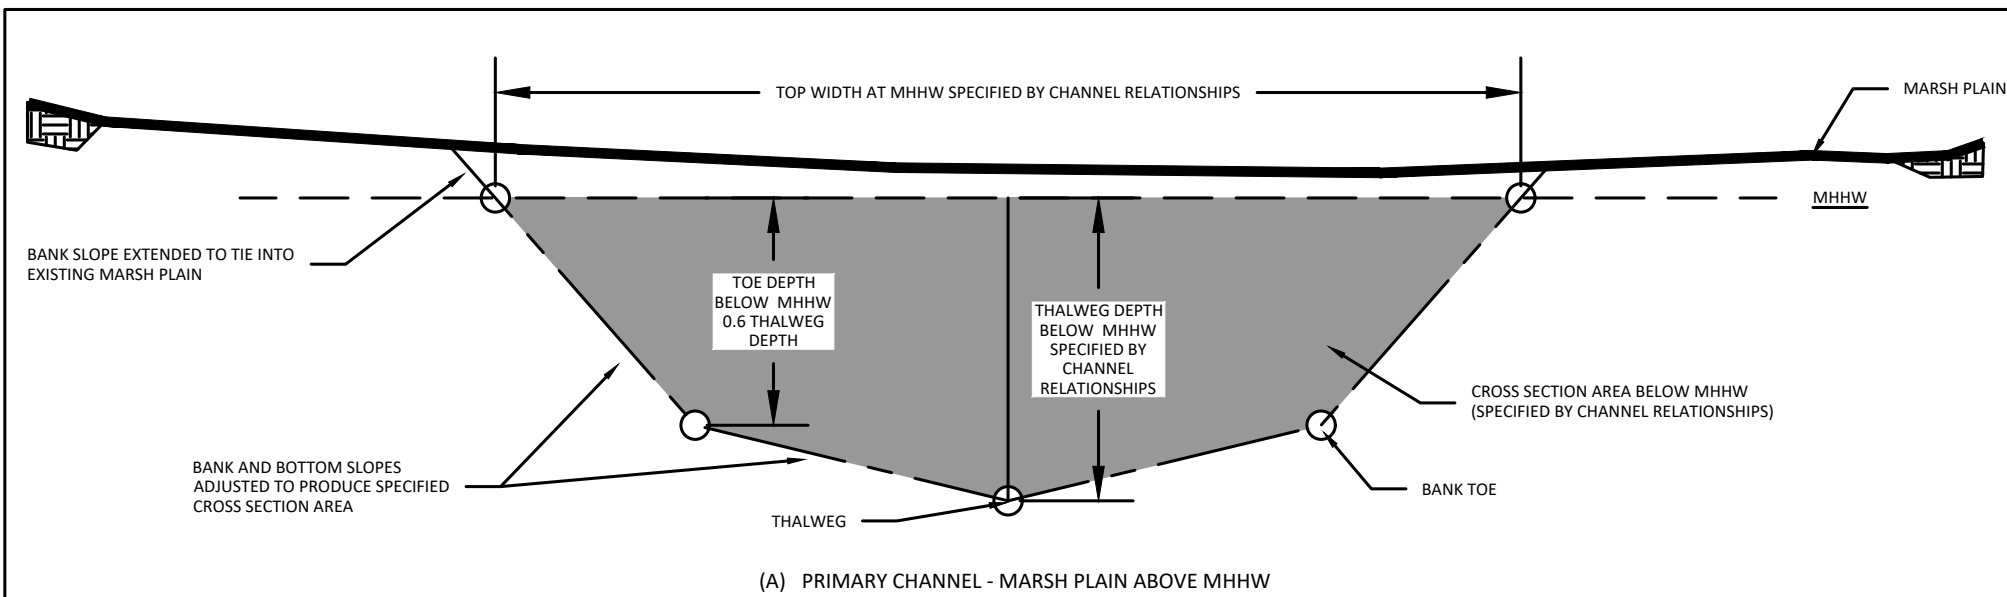 TOP WIDTH AT MHHW SPECIFIED BY CHANNEL RELATIONSHIPS
MARSH PLAIN
MHHW
BANK SLOPE EXTENDED TO TIE INTO
EXISTING MARSH PLAIN
TOE DEPTH
BELOW MHHW
0.6 THALWEG
DEPTH
THALWEG DEPTH
BELOW MHHW
SPECIFIED BY
CHANNEL
RELATIONSHIPS
CROSS SECTION AREA BELOW MHHW
(SPECIFIED BY CHANNEL RELATIONSHIPS)
BANK AND BOTTOM SLOPES
ADJUSTED TO PRODUCE SPECIFIED
CROSS SECTION AREA
BANK TOE
THALWEG
(A) PRIMARY CHANNEL - MARSH PLAIN ABOVE MHHW